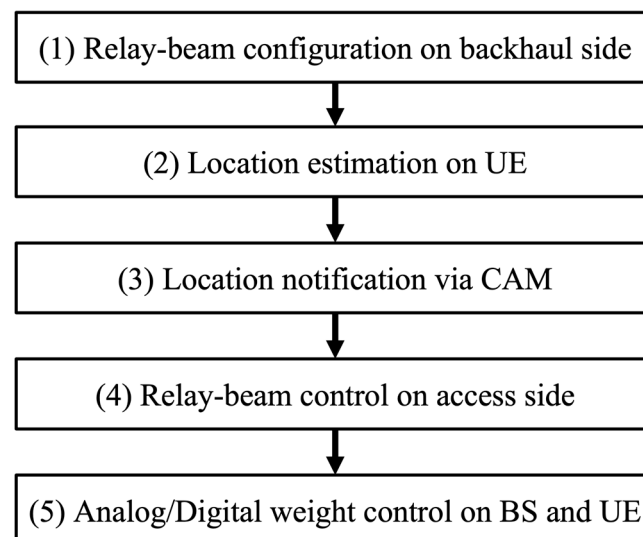 (1) Relay-beam configuration on backhaul side
(2) Location estimation on UE
(3) Location notification via CAM
(4) Relay-beam control on access side
(5) Analog/Digital weight control on BS and UE